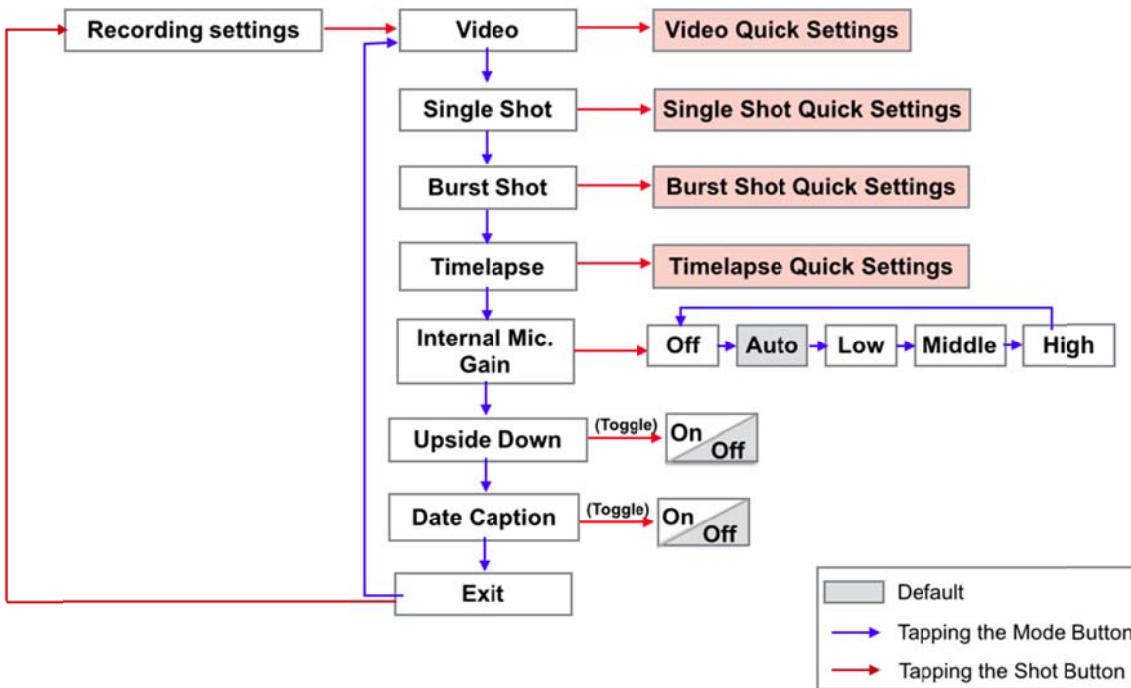 Recording settings
Video
Video Quick Settings
Single Shot
Single Shot Quick Settings
Burst Shot
Burst Shot Quick Settings
Timelapse
Timelapse Quick Settings
Internal Mic.
Gain
Off
Auto
Low
Middle
High
Upside Down
(Toggle)
On
Off
Date Caption
(Toggle)
On
Off
Exit
Default
Tapping the Mode Button
Tapping the Shot Button